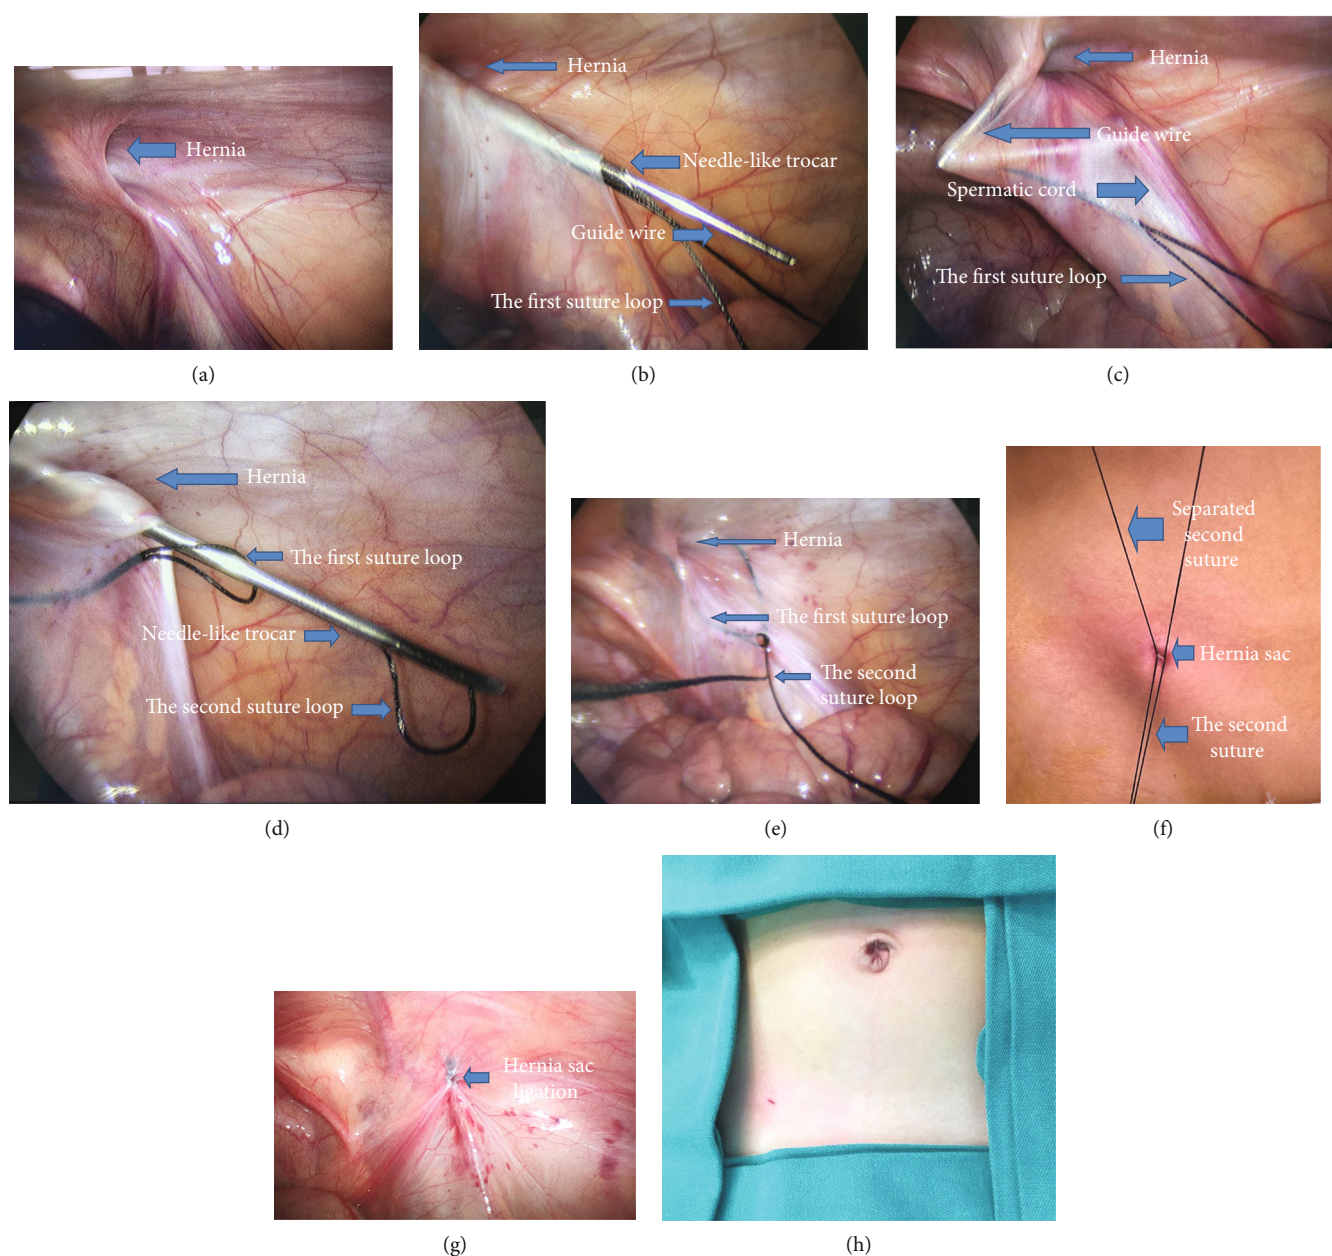 Hernia
(a)
Hernia
Needle-like trocar
Guide wire
The first suture loop
(b)
Hernia
Guide wire
Spermatic cord
The first suture loop
(c)
Hernia
The first suture loop
Needle-like trocar
The second suture loop
(d)
Hernia
The first suture loop
The second
suture loop
(e)
Separated
second
suture
Hernia sac
The second
suture
(f)
Hernia sac
ligation
(g)
(h)